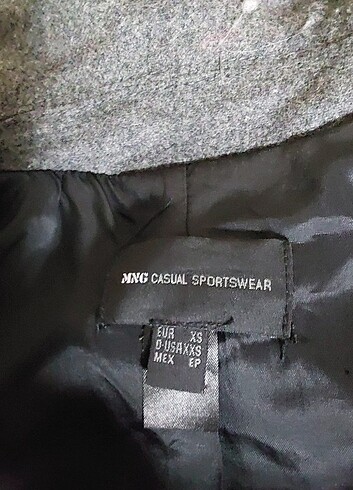 MNG CASUAL SPORTSWEAR
EUR XS
D-USA XXS
MEX EP